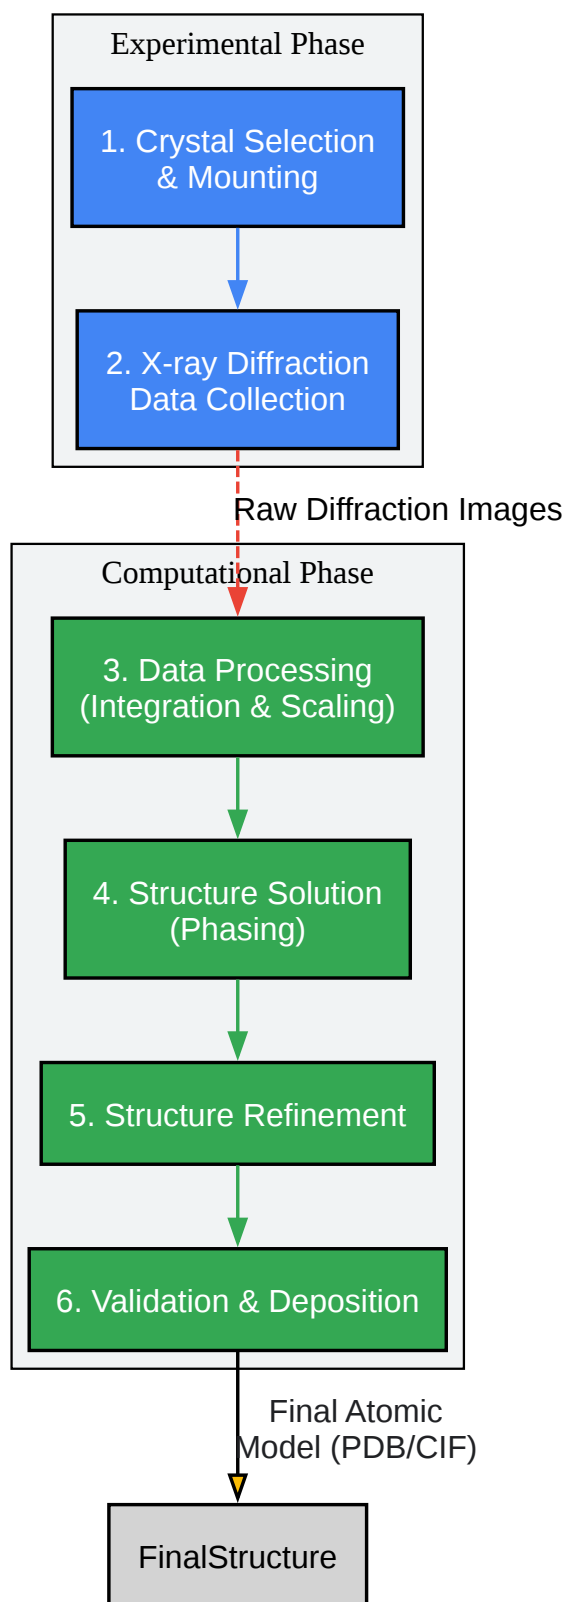 Experimental Phase
1. Crystal Selection
& Mounting
2. X-ray Diffraction
Data Collection
Raw Diffraction Images
Computational Phase
3. Data Processing
(Integration & Scaling)
4. Structure Solution
(Phasing)
5. Structure Refinement
6. Validation & Deposition
Final Atomic
Model (PDB/CIF)
FinalStructure